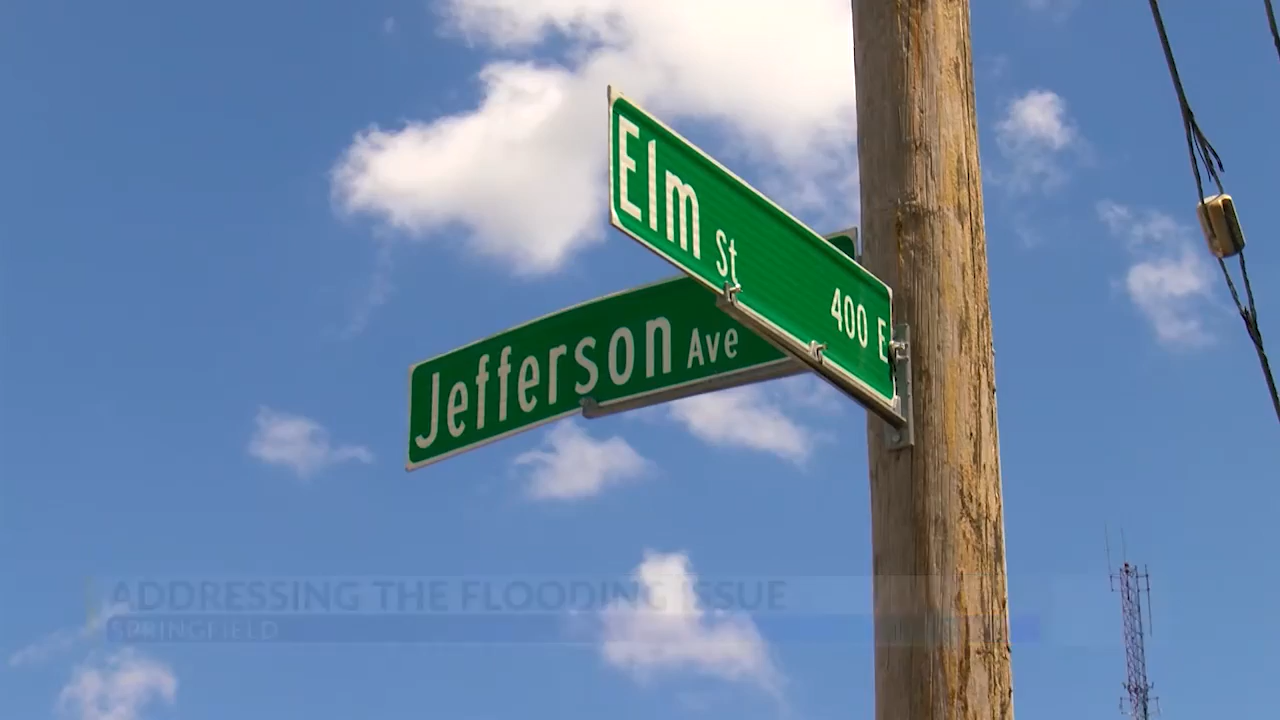 Elm St
400 E
Jefferson Ave
ADDRESSING THE FLOODING ISSUE
SPRINGFIELD